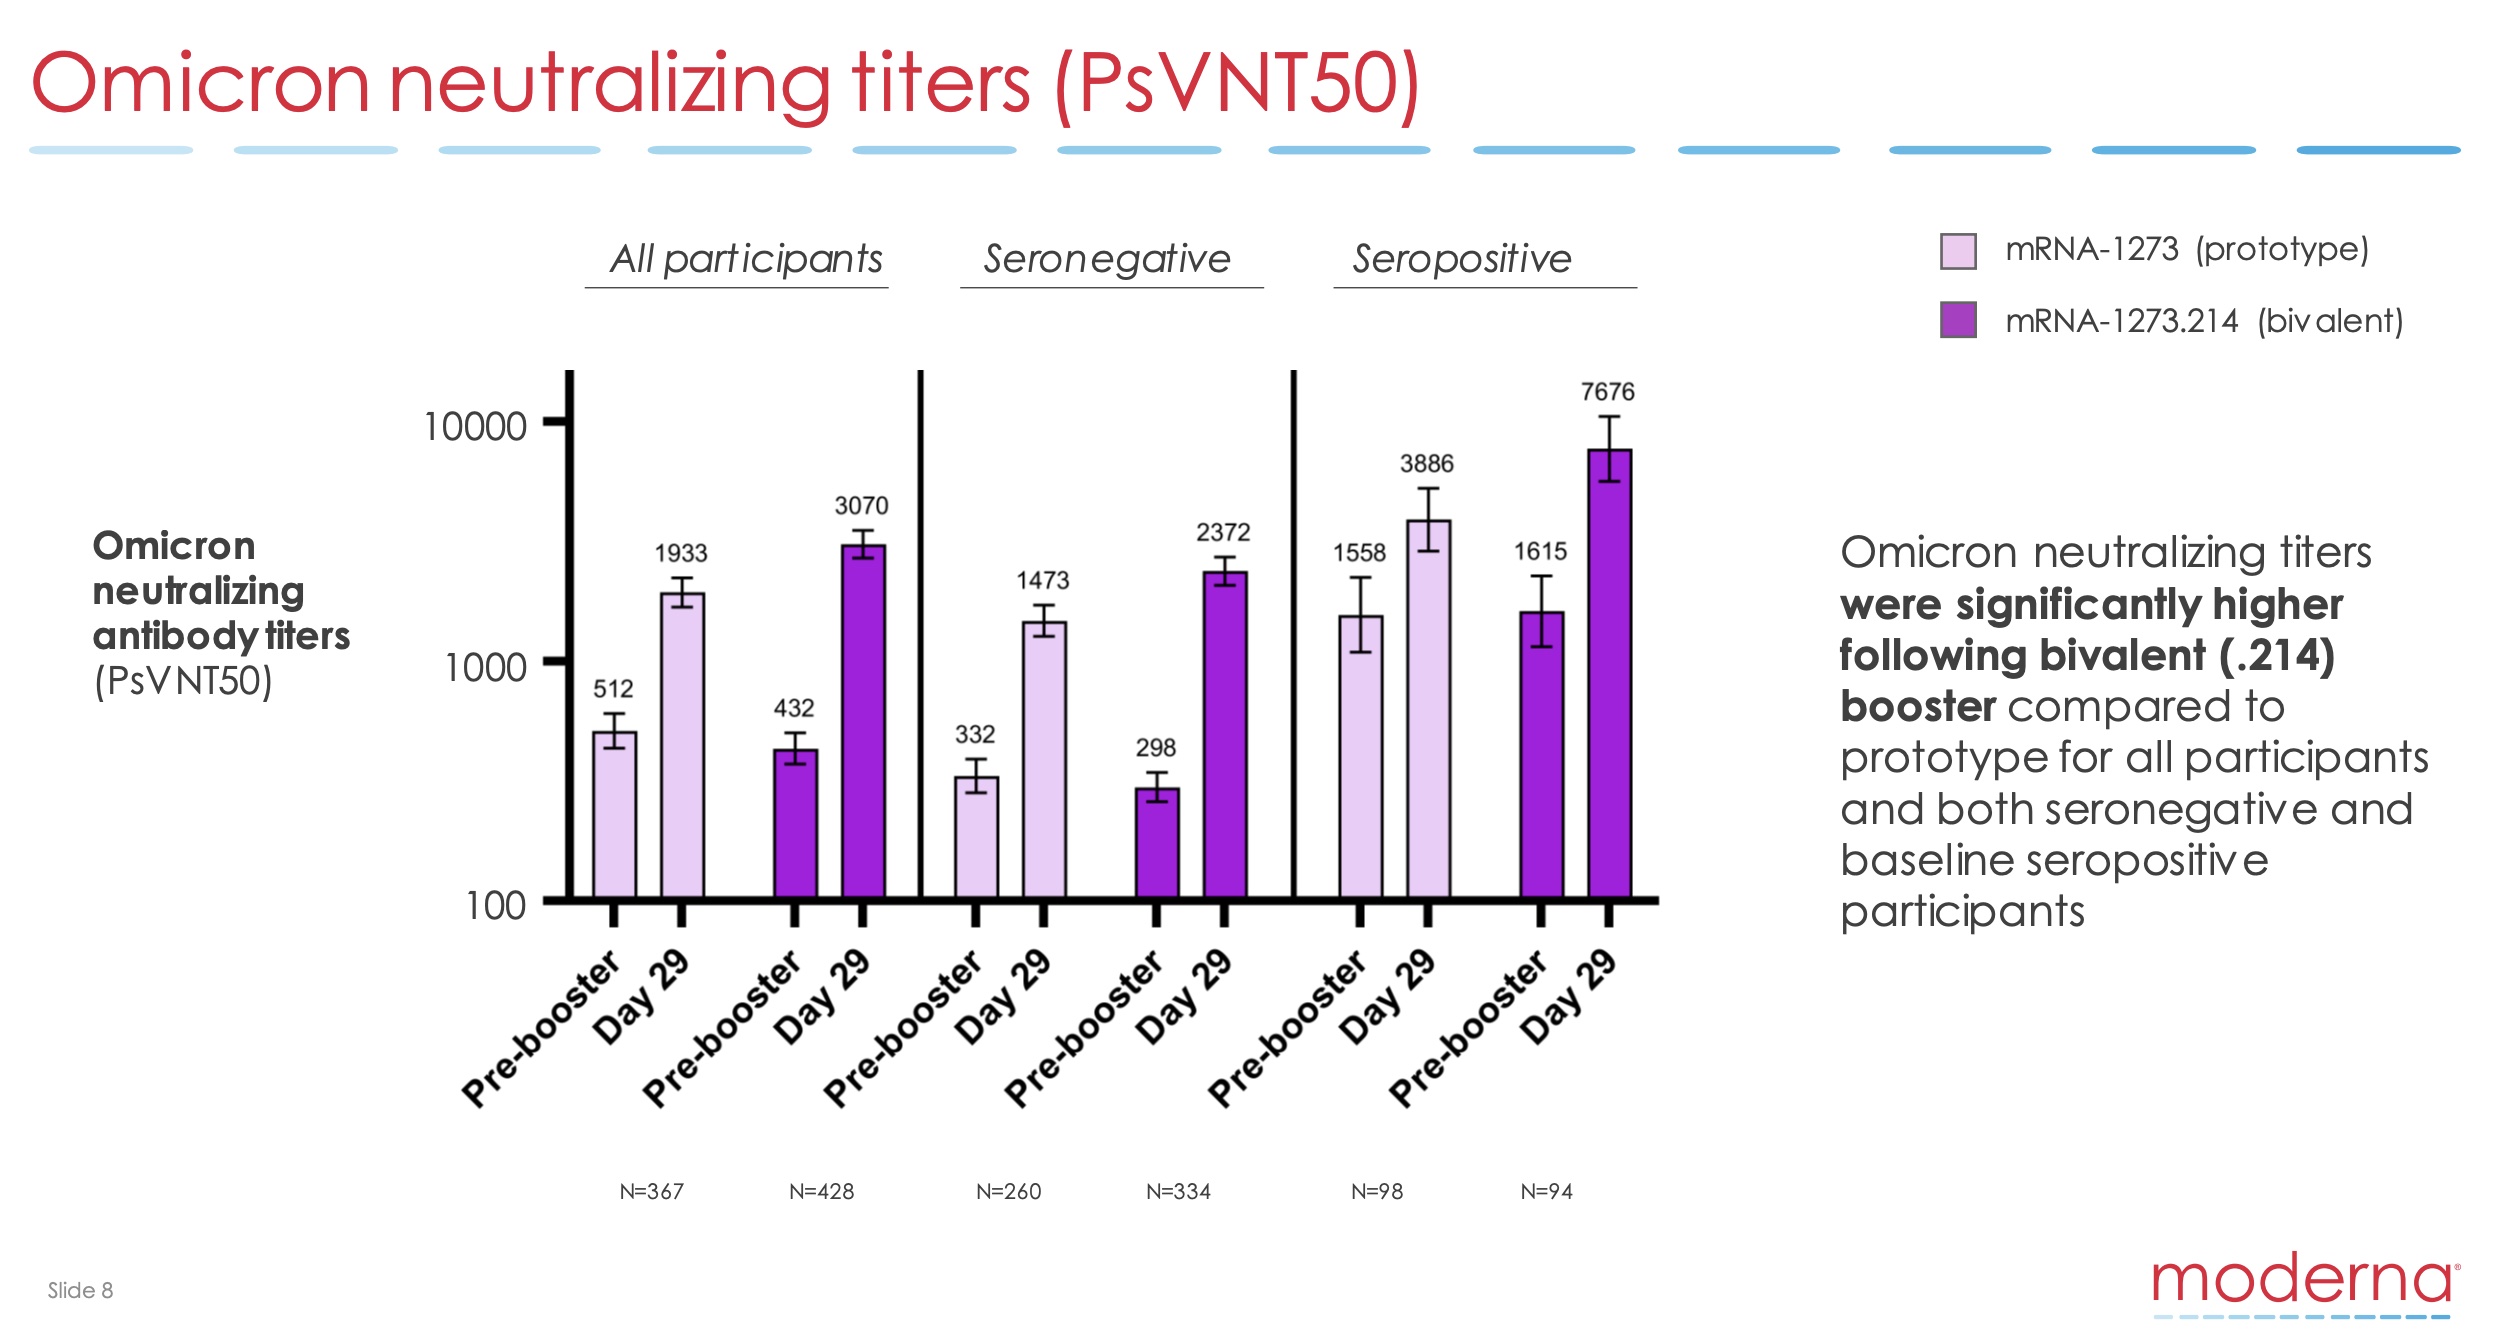 Omicron neutralizing titers (PsVNT50)
All participants
Seronegative
Seropositive
mRNA-1273 (prototype)
mRNA-1273.214 (bivalent)
Omicron
neutralizing
antibody titers
(PsVNT50)
10000
1000
100
512
1933
432
3070
332
1473
298
2372
1558
3886
1615
7676
Pre-booster
Day 29
Pre-booster
Day 29
Pre-booster
Day 29
Pre-booster
Day 29
Pre-booster
Day 29
Pre-booster
Day 29
N=367
N=428
N=260
N=334
N=98
N=94
Omicron neutralizing titers
were significantly higher
following bivalent (.214)
booster compared to
prototype for all participants
and both seronegative and
baseline seropositive
participants
Slide 8
moderna®